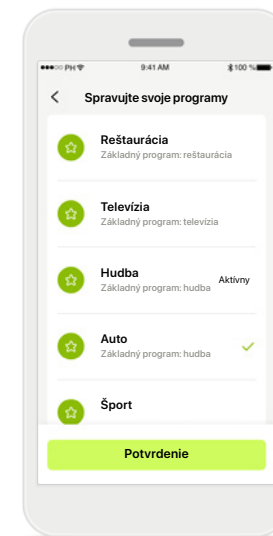 PH 9:41 AM 100 %
Spravujte svoje programy
Reštaurácia
Základný program: reštaurácia
Televízia
Základný program: televízia
Hudba
Základný program: hudba
Aktívny
Auto
Základný program: hudba
Šport
Potvrdenie